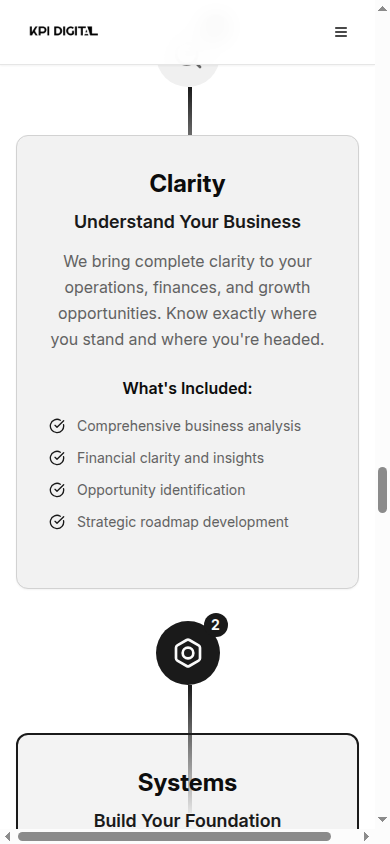 KPI DIGITAL
Clarity
Understand Your Business
We bring complete clarity to your
operations, finances, and growth
opportunities. Know exactly where
you stand and where you're headed.
What's Included:
Comprehensive business analysis
Financial clarity and insights
Opportunity identification
Strategic roadmap development
2
Systems
Build Your Foundation